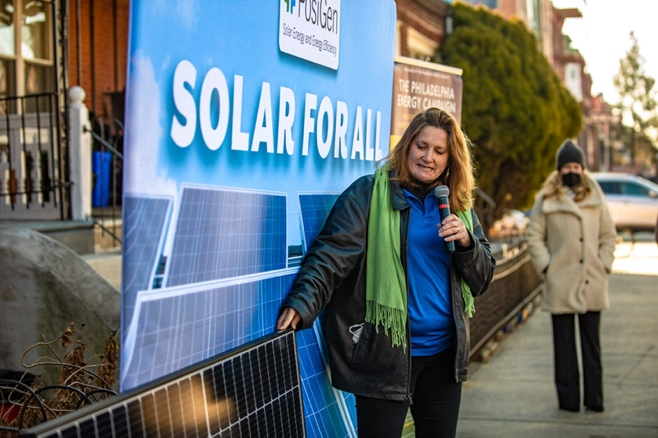 PosiGen
Solar Energy and Energy Efficiency
SOLAR FOR ALL
THE PHILADELPHIA
ENERGY CAMPAIGN